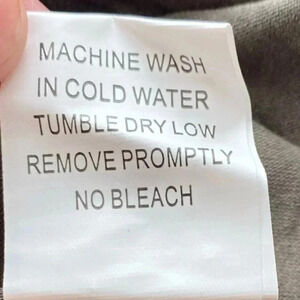 MACHINE WASH
IN COLD WATER
TUMBLE DRY LOW
REMOVE PROMPTLY
NO BLEACH